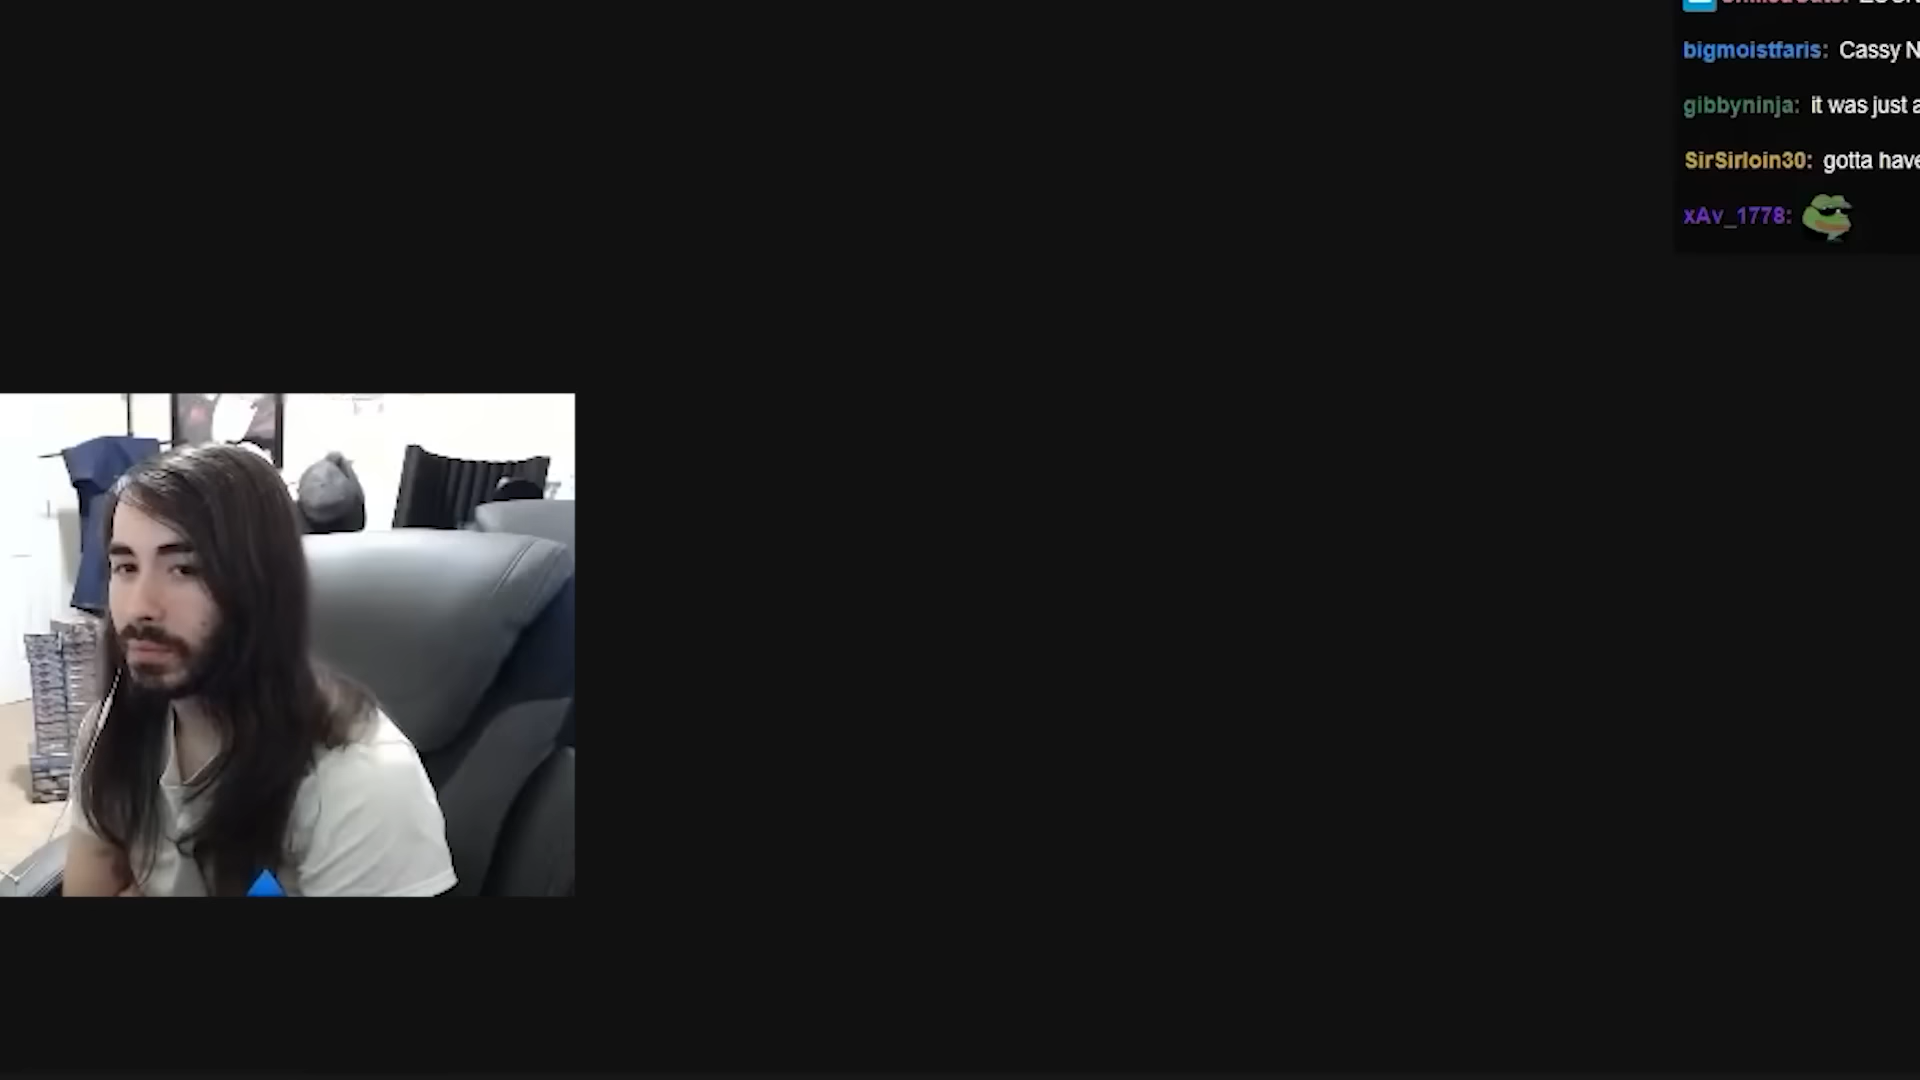 bigmoistfaris: Cassy N
gibbyninja: it was just a
SirSirloin30: gotta have
xAv_1778: